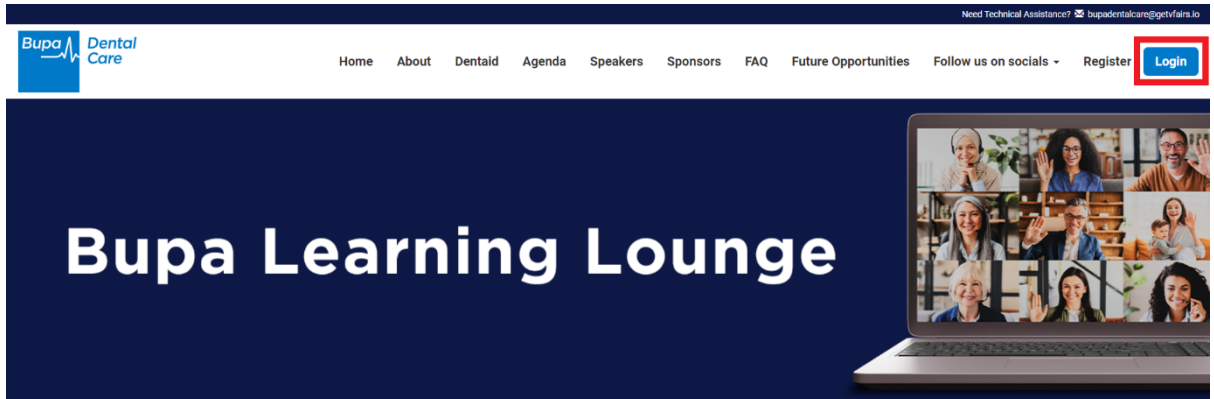 Need Technical Assistance? bupadentalcare@getvfairs.io
Bupa Dental
Care
Home About Dentaid Agenda Speakers Sponsors FAQ Future Opportunities Follow us on socials Register Login
Bupa Learning Lounge